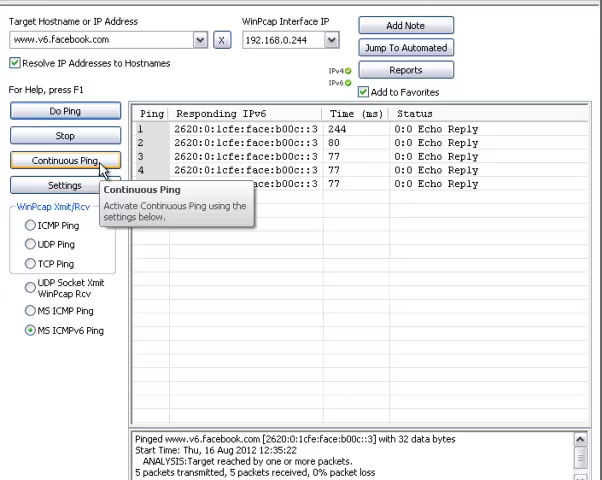 Target Hostname or IP Address
WinPcap Interface IP
www.v6.facebook.com
X
192.168.0.244
Add Note
Jump To Automated
Reports
Resolve IP Addresses to Hostnames
IPv4
IPv6
Add to Favorites
For Help, press F1
Do Ping
Stop
Continuous Ping
Settings
Continuous Ping
Activate Continuous Ping using the
settings below.
WinPcap Xmit/Rcv
ICMP Ping
UDP Ping
TCP Ping
UDP Socket Xmit
WinPcap Rcv
MS ICMP Ping
MS ICMPv6 Ping
Ping Responding IPv6 Time (ms) Status
1 2620:0:1cfe:face:b00c::3 244 0:0 Echo Reply
2 2620:0:1cfe:face:b00c::3 80 0:0 Echo Reply
3 2620:0:1cfe:face:b00c::3 77 0:0 Echo Reply
4 2620:0:1cfe:face:b00c::3 77 0:0 Echo Reply
face:b00c::3 77 0:0 Echo Reply
Pinged www.v6.facebook.com [2620:0:1cfe:face:b00c::3] with 32 data bytes
Start Time: Thu, 16 Aug 2012 12:35:22
ANALYSIS:Target reached by one or more packets.
5 packets transmitted, 5 packets received, 0% packet loss